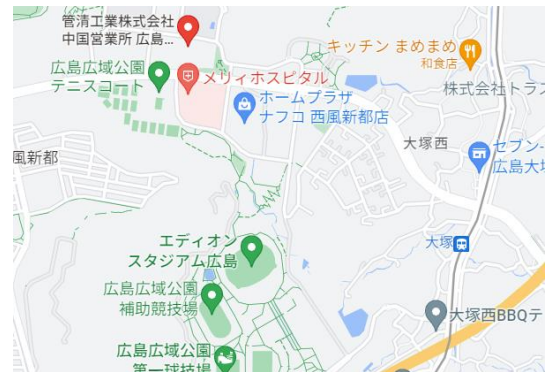 管清工業株式会社
中国営業所 広島...
キッチン まめまめ
和食店
広島広域公園
テニスコート
メリィホスピタル
ホームプラザ
ナフコ 西風新都店
株式会社トラス
大塚西
セブン-
広島大塚
風新都
エディオン
スタジアム広島
大塚
広島広域公園
補助競技場
大塚西BBQテ
広島広域公園
第一球技場